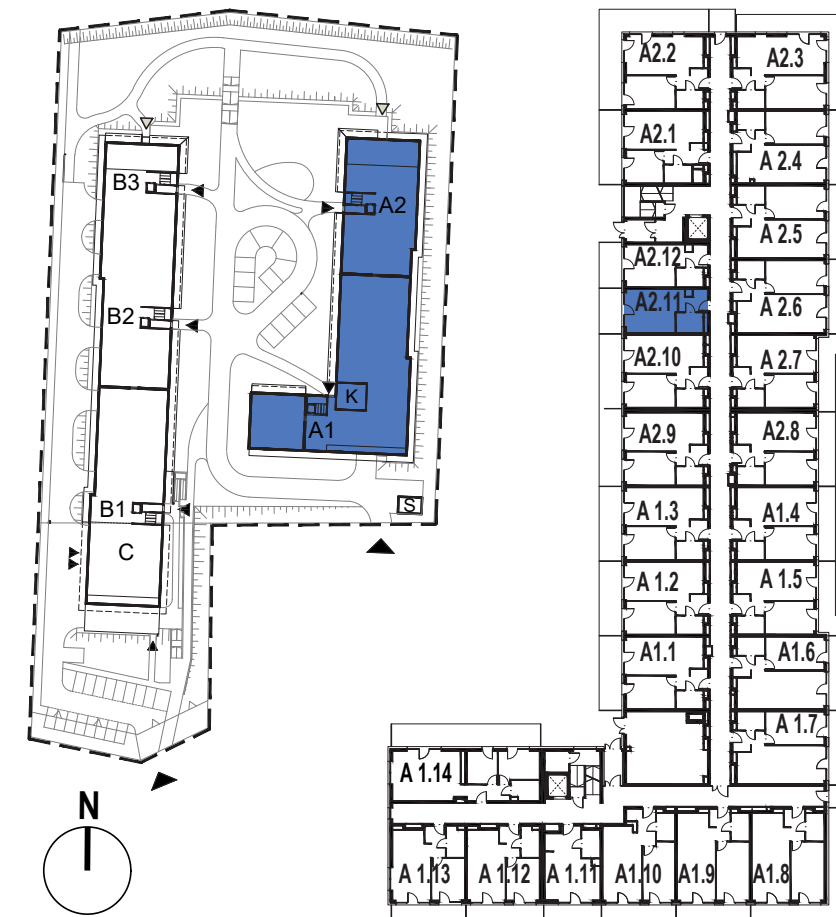 B3
A2
B2
K
A1
B1
S
C
N
A2.2
A2.3
A2.1
A 2.4
A 2.5
A2.12
A2.11
A 2.6
A2.10
A 2.7
A2.9
A2.8
A 1.3
A1.4
A 1.2
A 1.5
A1.1
A1.6
A 1.7
A 1.14
A 1.13
A 1.12
A 1.11
A1.10
A1.9
A1.8